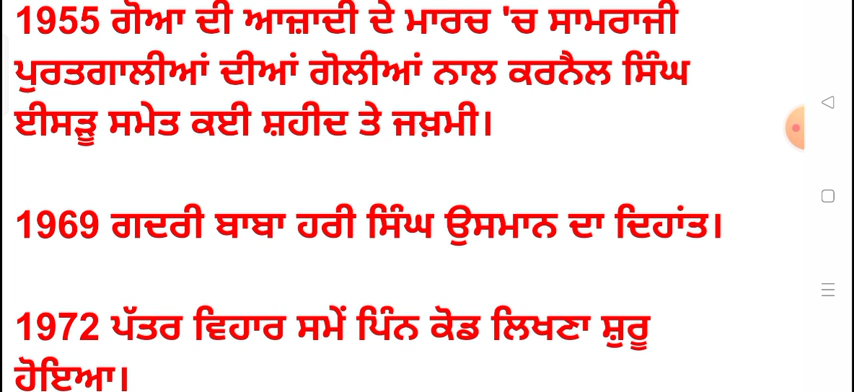 1955 ਗੋਆ ਦੀ ਆਜ਼ਾਦੀ ਦੇ ਮਾਰਚ 'ਚ ਸਾਮਰਾਜੀ
ਪੁਰਤਗਾਲੀਆਂ ਦੀਆਂ ਗੋਲੀਆਂ ਨਾਲ ਕਰਨੈਲ ਸਿੰਘ
ਈਸੜੂ ਸਮੇਤ ਕਈ ਸ਼ਹੀਦ ਤੇ ਜਖ਼ਮੀ।
1969 ਗਦਰੀ ਬਾਬਾ ਹਰੀ ਸਿੰਘ ਉਸਮਾਨ ਦਾ ਦਿਹਾਂਤ।
1972 ਪੱਤਰ ਵਿਹਾਰ ਸਮੇਂ ਪਿੰਨ ਕੋਡ ਲਿਖਣਾ ਸ਼ੁਰੂ
ਹੋਇਆ।